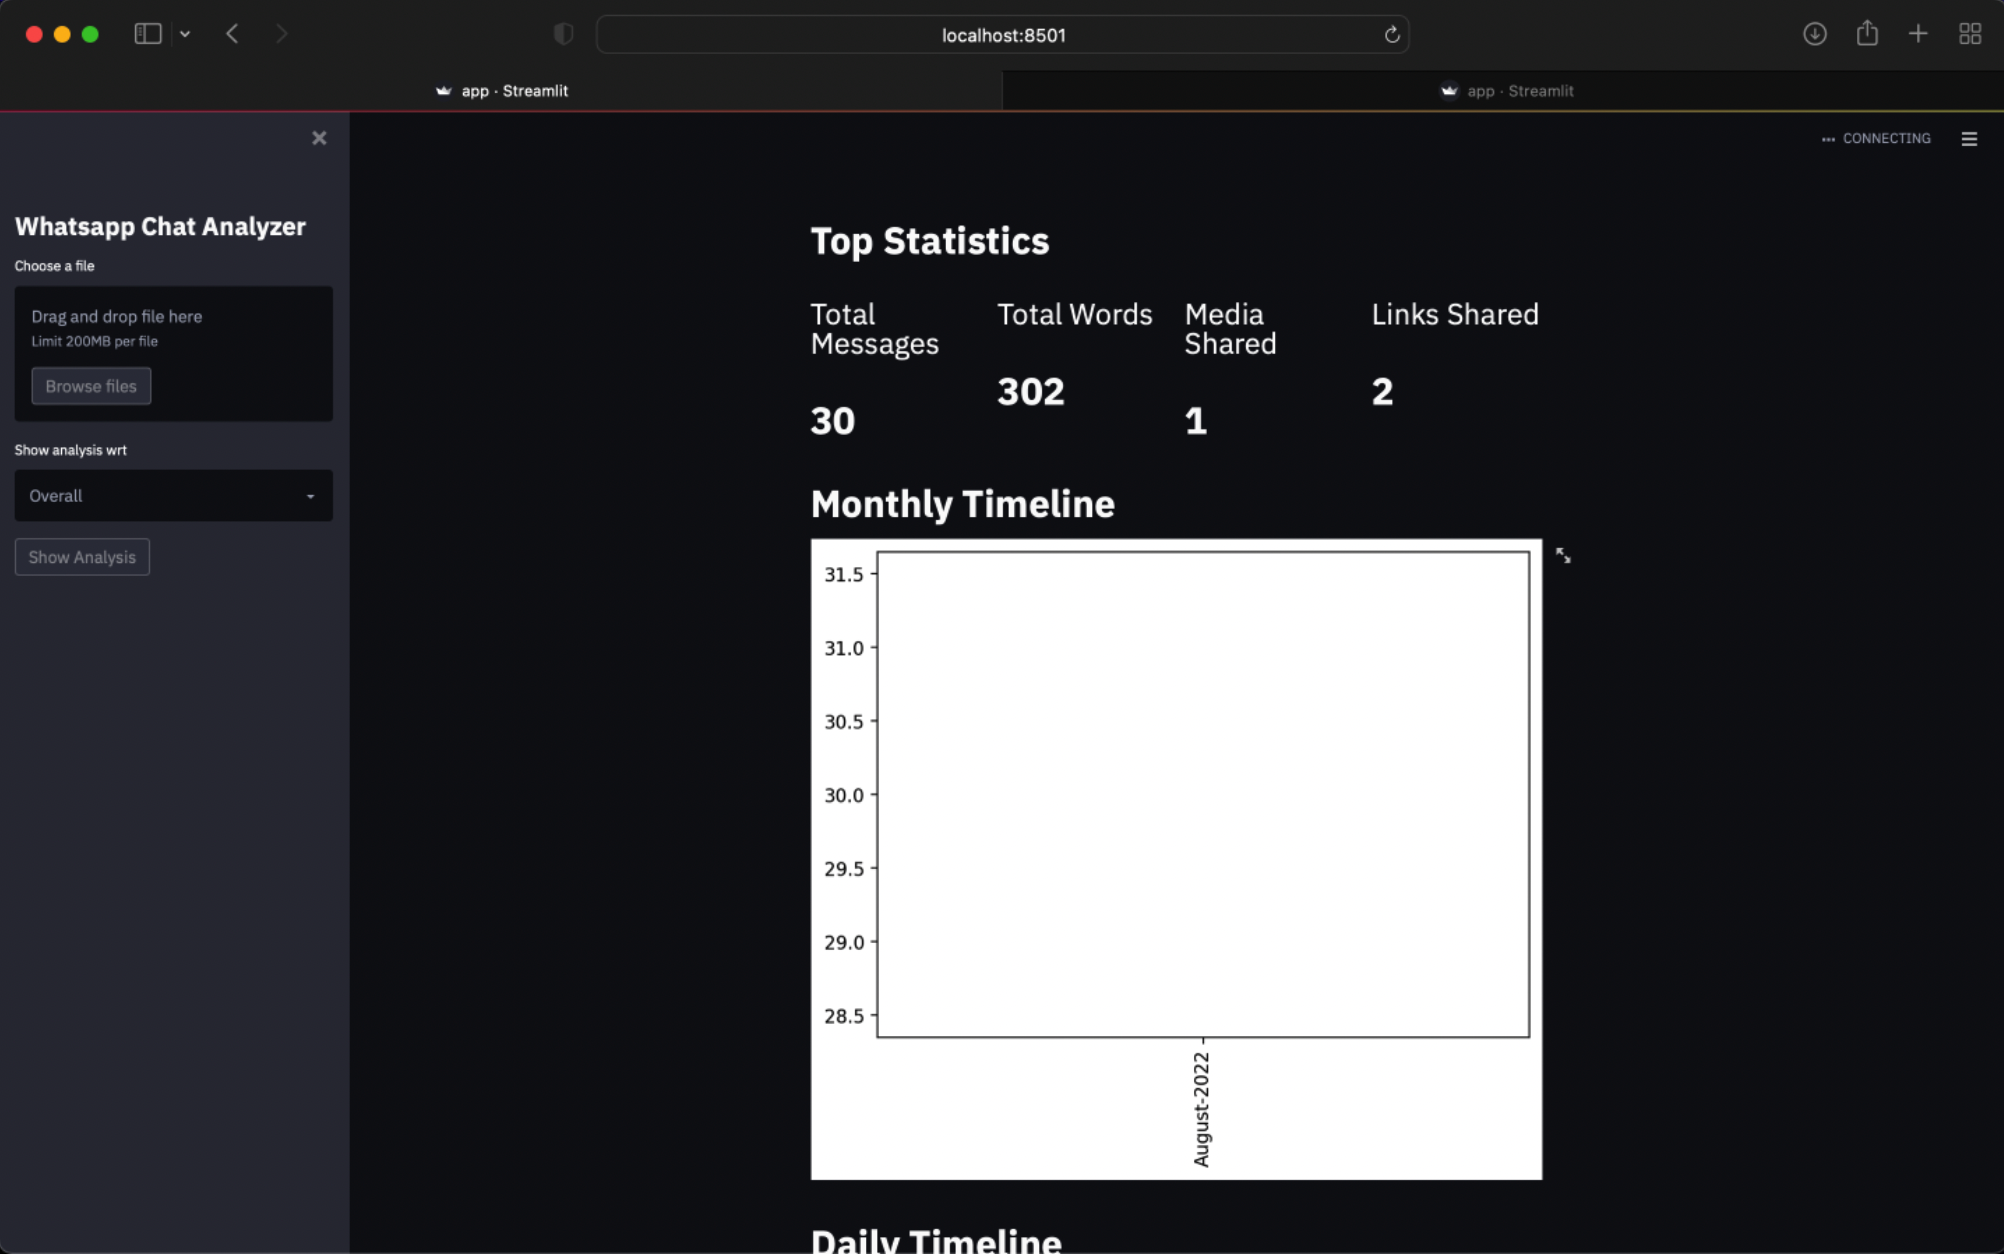 localhost:8501
app · Streamlit
app · Streamlit
CONNECTING
Whatsapp Chat Analyzer
Choose a file
Drag and drop file here
Limit 200MB per file
Browse files
Show analysis wrt
Overall
Show Analysis
Top Statistics
Total
Messages
30
Total Words
302
Media
Shared
1
Links Shared
2
Monthly Timeline
31.5
31.0
30.5
30.0
29.5
29.0
28.5
August-2022
Daily Timeline